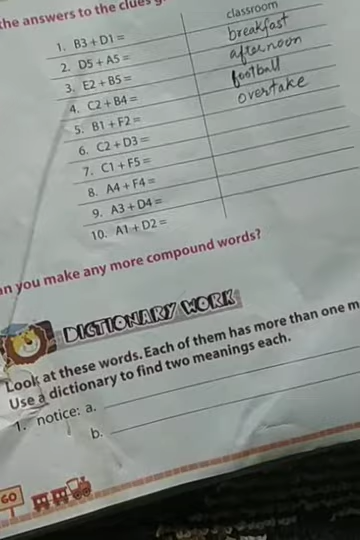 the answers to the clues
1. B3 + D1 = classroom
2. D5 + A5 = breakfast
3. E2 + B5 = afternoon
4. C2 + B4 = football
5. B1 + F2 = overtake
6. C2 + D3 =
7. C1 + F5 =
8. A4 + F4 =
9. A3 + D4 =
10. A1 + D2 =
an you make any more compound words?
DICTIONARY WORK
Look at these words. Each of them has more than one m
Use a dictionary to find two meanings each.
1. notice: a.
b.
GO